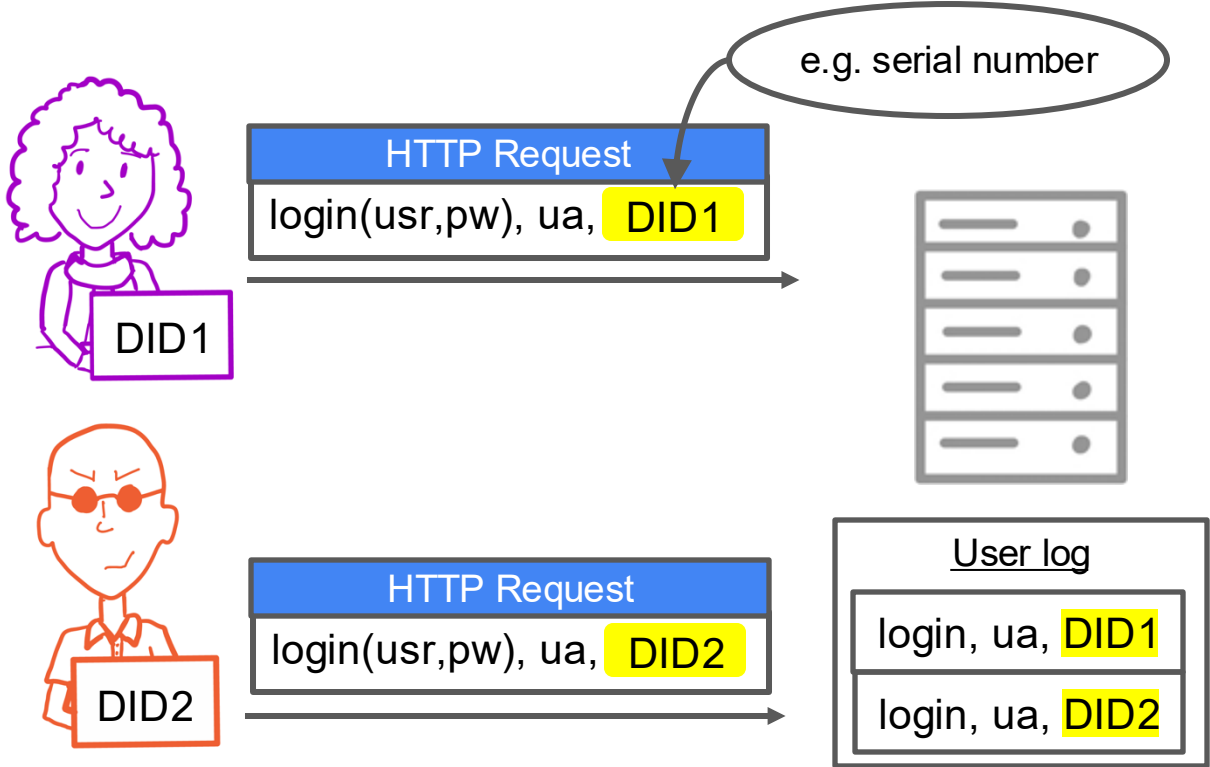 e.g. serial number
HTTP Request
login(usr,pw), ua, DID1
DID1
HTTP Request
login(usr,pw), ua, DID2
DID2
User log
login, ua, DID1
login, ua, DID2